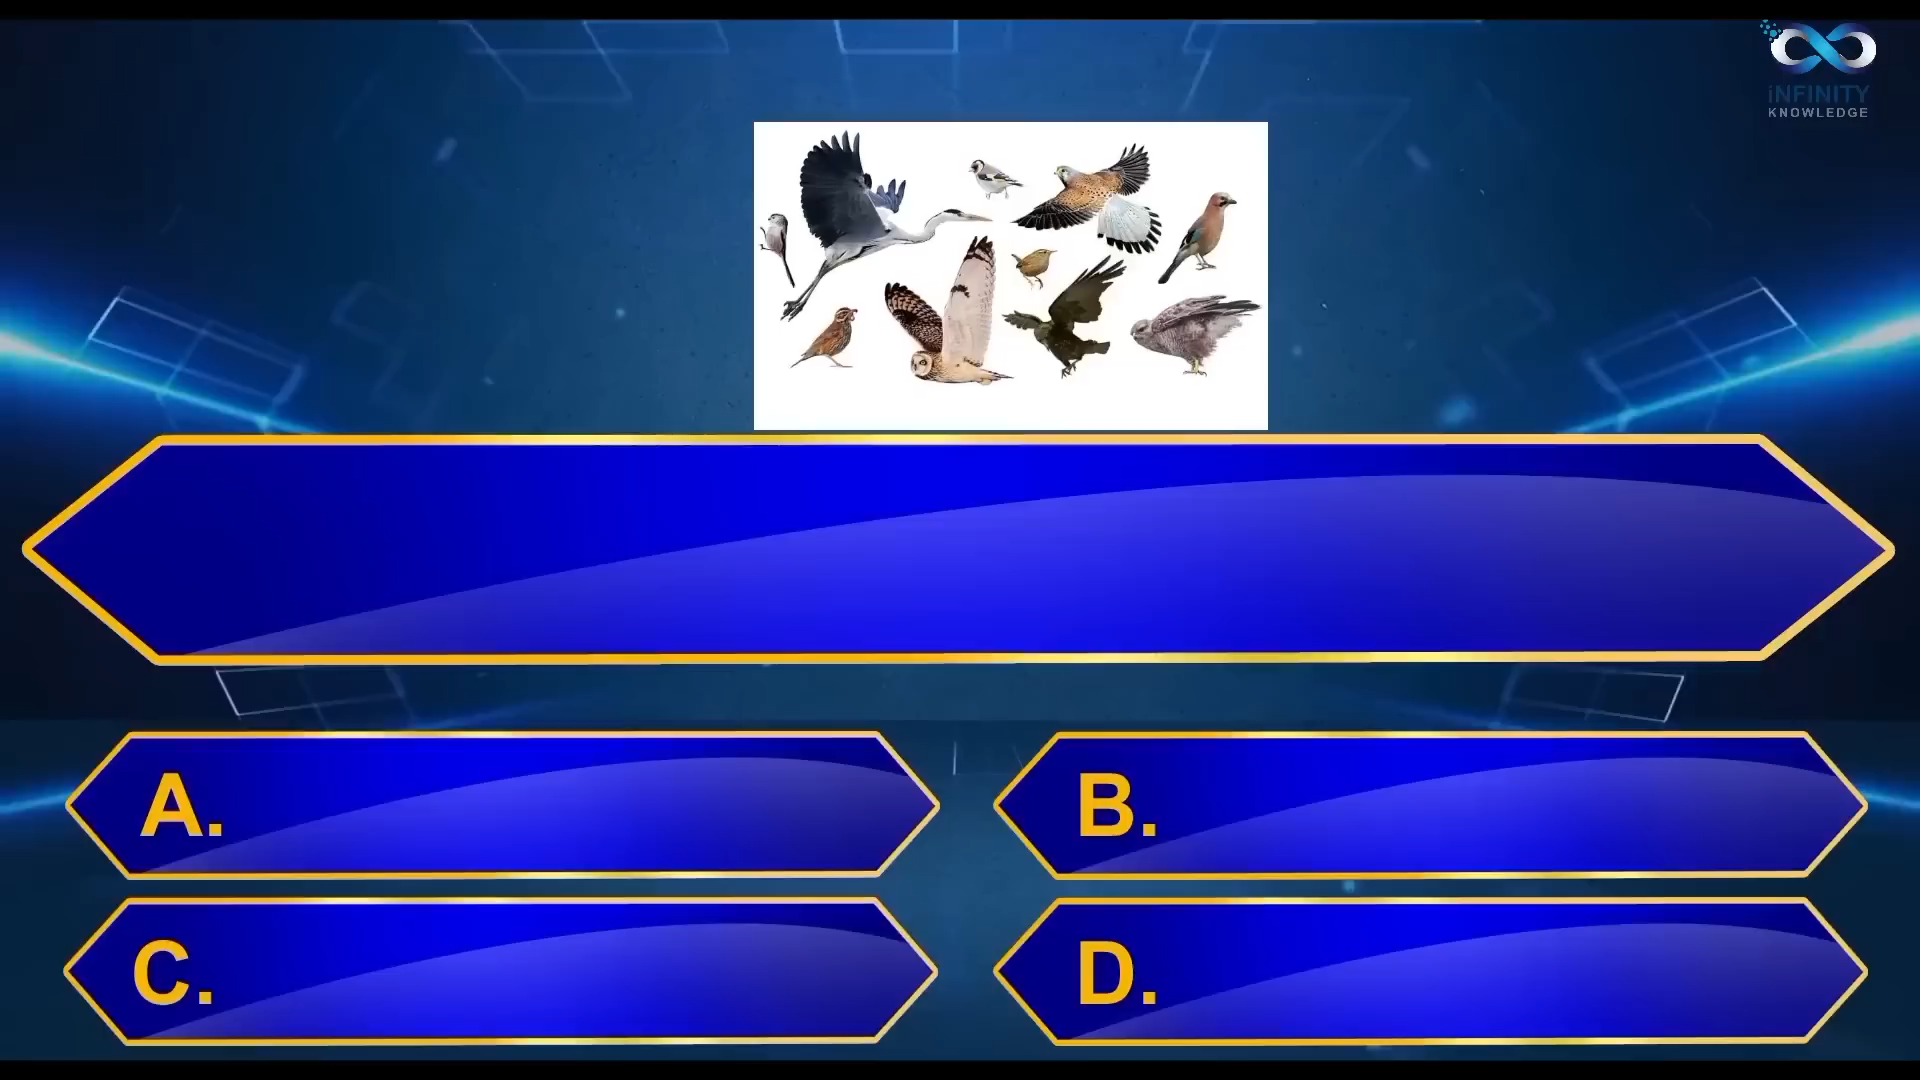 iNFINITY
KNOWLEDGE
A.
B.
C.
D.